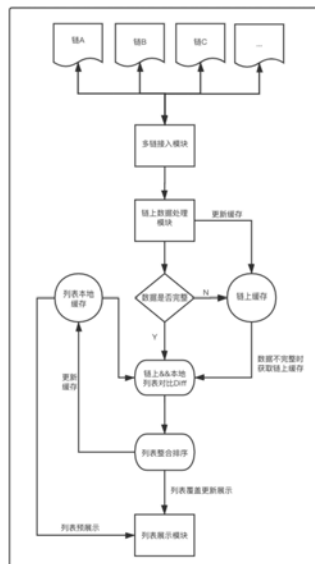 链A
链B
链C
...
多链接入模块
链上数据处理
模块
更新缓存
数据是否完整
N
链上缓存
列表本地
缓存
Y
数据不完整时
获取链上缓存
链上&&本地
列表对比Diff
更新
缓存
列表整合排序
列表覆盖更新展示
列表预展示
列表展示模块